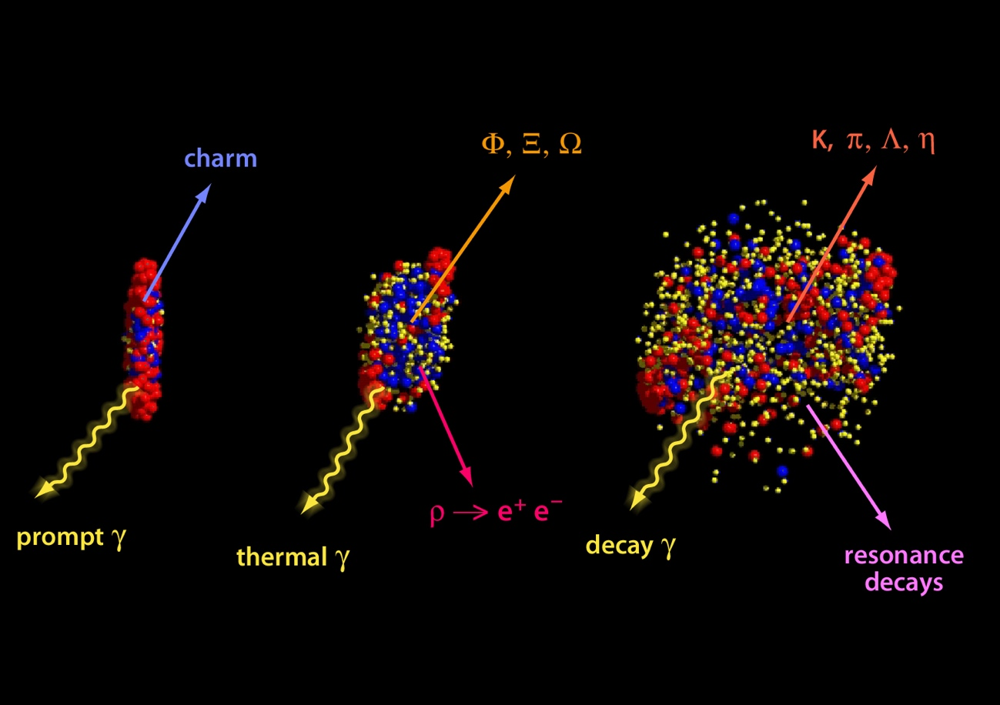 charm
prompt γ
Φ, Ξ, Ω
thermal γ
ρ → e⁺ e⁻
K, π, Λ, η
decay γ
resonance
decays